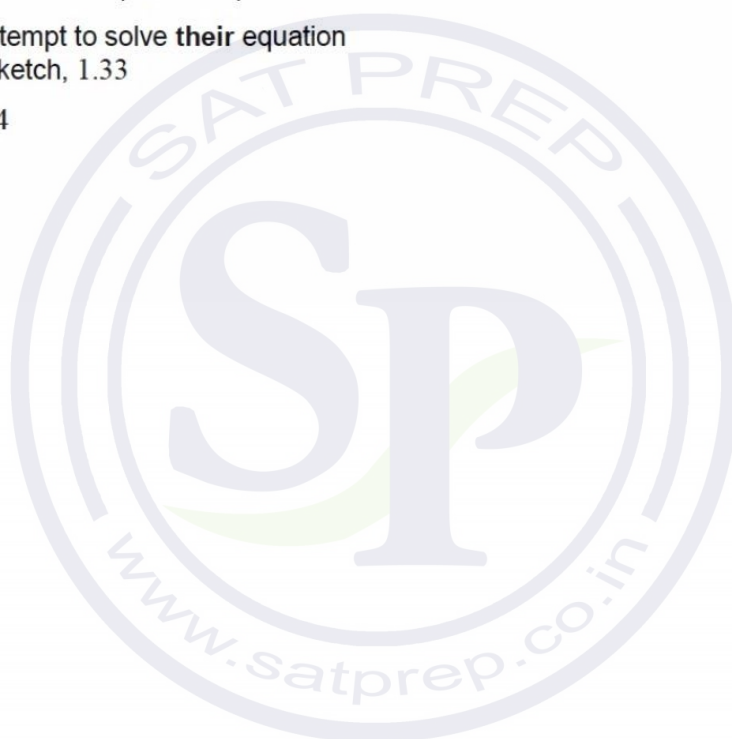 tempt to solve their equation
ketch, 1.33
4
SAT PREP
SP
www.satprep.co.in